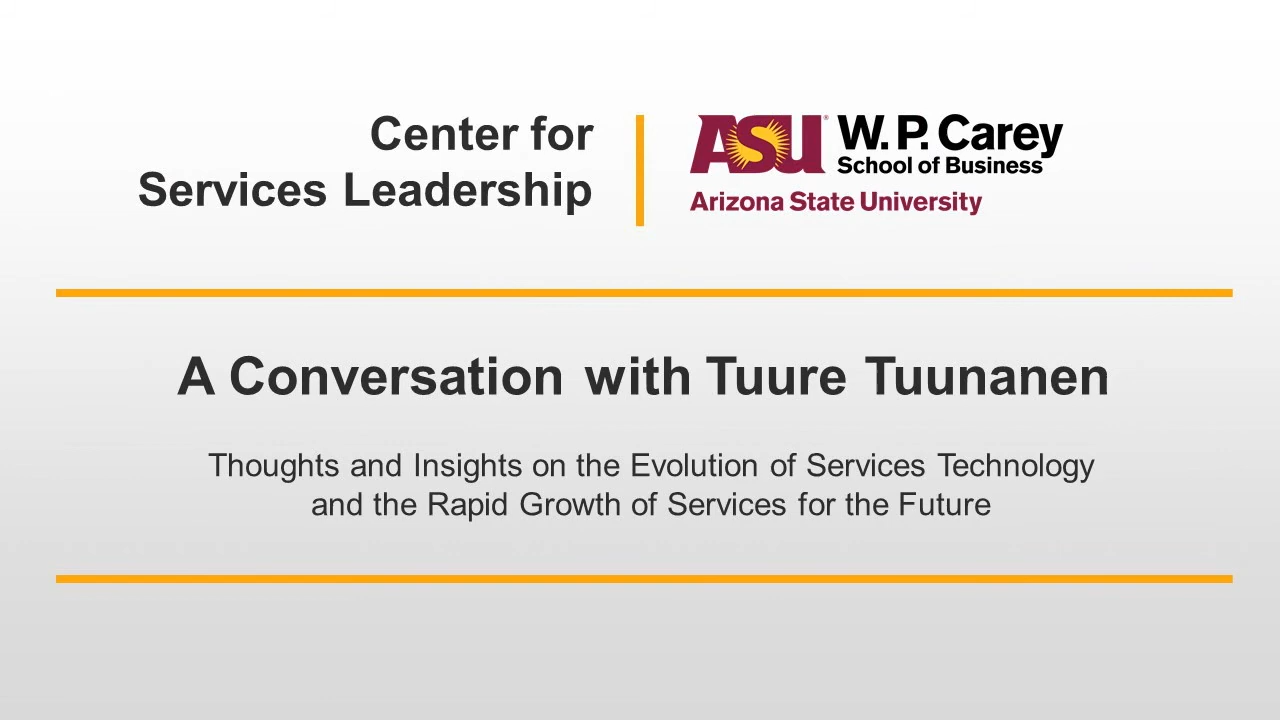 Center for
Services Leadership
ASU® W. P. Carey
School of Business
Arizona State University
A Conversation with Tuure Tuunanen
Thoughts and Insights on the Evolution of Services Technology
and the Rapid Growth of Services for the Future